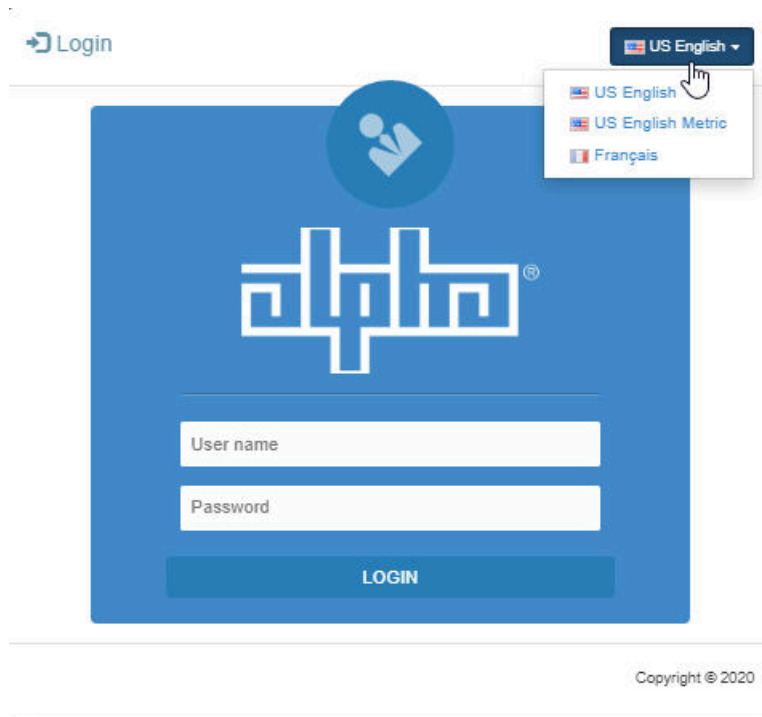 Login
US English
US English
US English Metric
Français
alpha®
User name
Password
LOGIN
Copyright © 2020